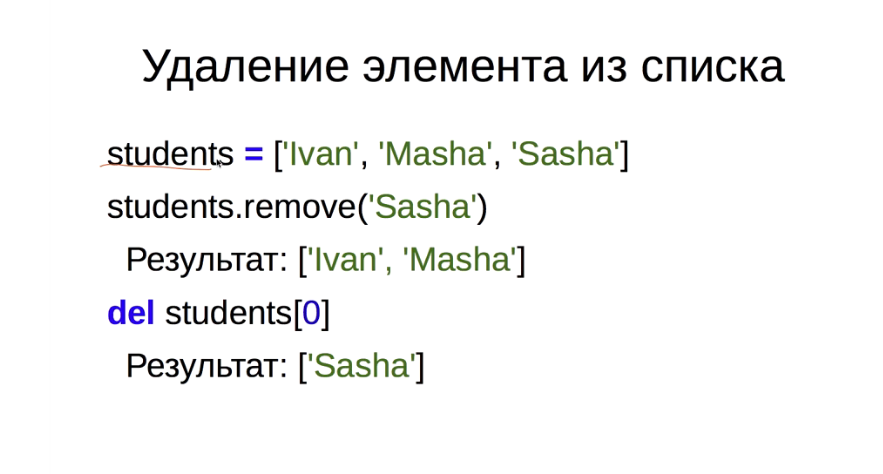 Удаление элемента из списка
students = ['Ivan', 'Masha', 'Sasha']
students.remove('Sasha')
Результат: ['Ivan', 'Masha']
del students[0]
Результат: ['Sasha']